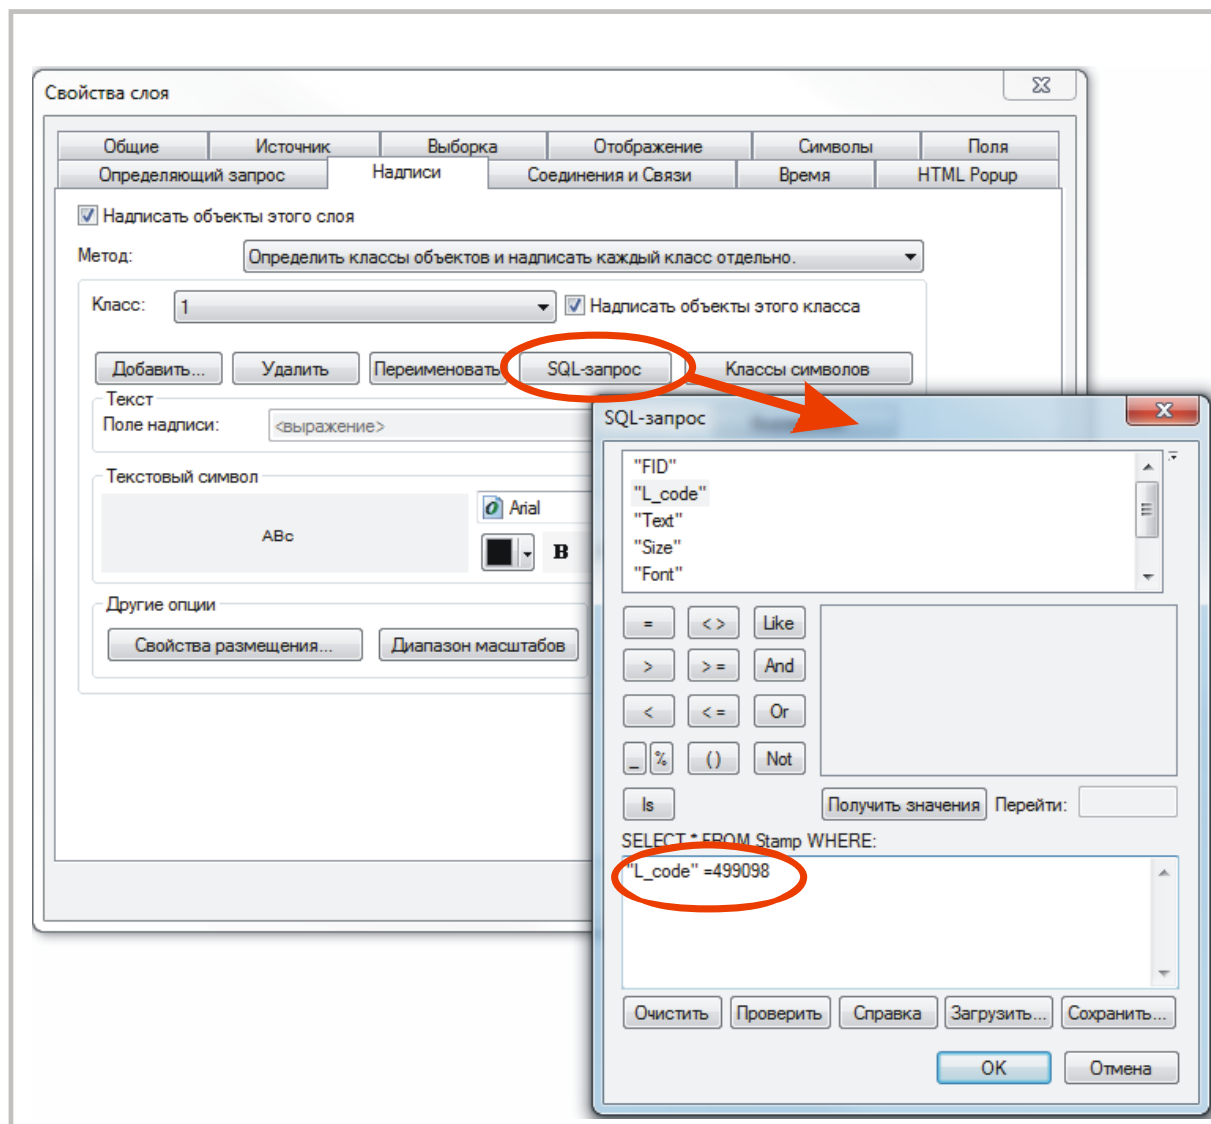 Свойства слоя
Общие Источник Выборка Отображение Символы Поля
Определяющий запрос Надписи Соединения и Связи Время HTML Popup
Надписать объекты этого слоя
Метод: Определить классы объектов и надписать каждый класс отдельно.
Класс: 1 Надписать объекты этого класса
Добавить... Удалить Переименовать SQL-запрос Классы символов
Текст
Поле надписи: <выражение>
Текстовый символ
ABc
Arial
B
Другие опции
Свойства размещения... Диапазон масштабов
SQL-запрос
"FID"
"L_code"
"Text"
"Size"
"Font"
= < > Like
> > = And
< < = Or
_ % ( ) Not
Is Получить значения Перейти:
SELECT * FROM Stamp WHERE:
"L_code" =499098
Очистить Проверить Справка Загрузить... Сохранить...
OK Отмена